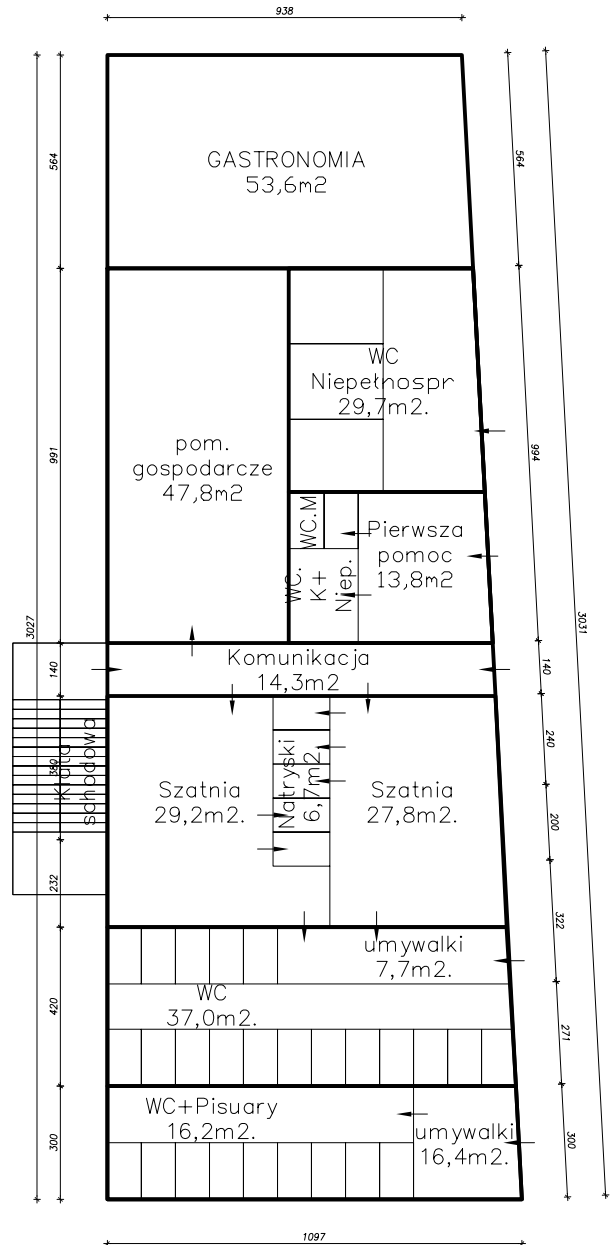 938
564
564
GASTRONOMIA
53,6m2
WC
Niepełnospr
29,7m2.
991
994
pom.
gospodarcze
47,8m2
WC.M
Pierwsza
pomoc
13,8m2
WC.
K+
Niep.
3027
3031
140
Komunikacja
14,3m2
140
Klatka
schodowa
380
240
Szatnia
29,2m2.
Natryski
6,7m2
Szatnia
27,8m2.
200
232
322
umywalki
7,7m2.
WC
37,0m2.
420
271
WC+Pisuary
16,2m2.
umywalki
16,4m2.
300
300
1097